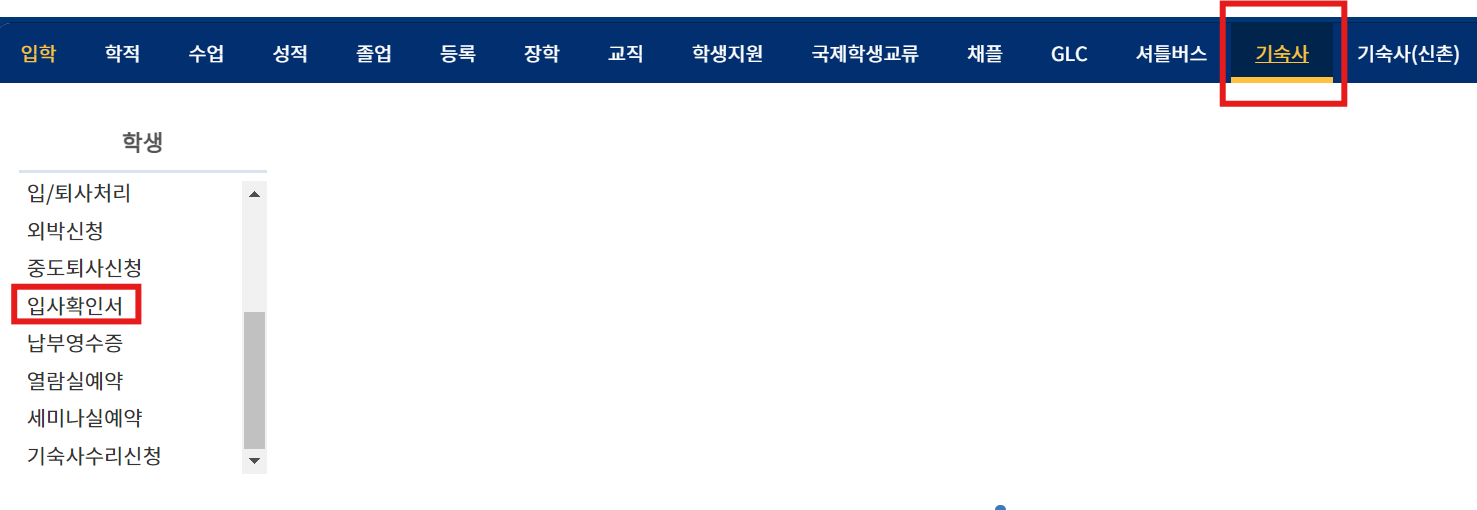 입학 학적 수업 성적 졸업 등록 장학 교직 학생지원 국제학생교류 채플 GLC 셔틀버스 기숙사 기숙사(신촌)
학생
입/퇴사처리
외박신청
중도퇴사신청
입사확인서
납부영수증
열람실예약
세미나실예약
기숙사수리신청